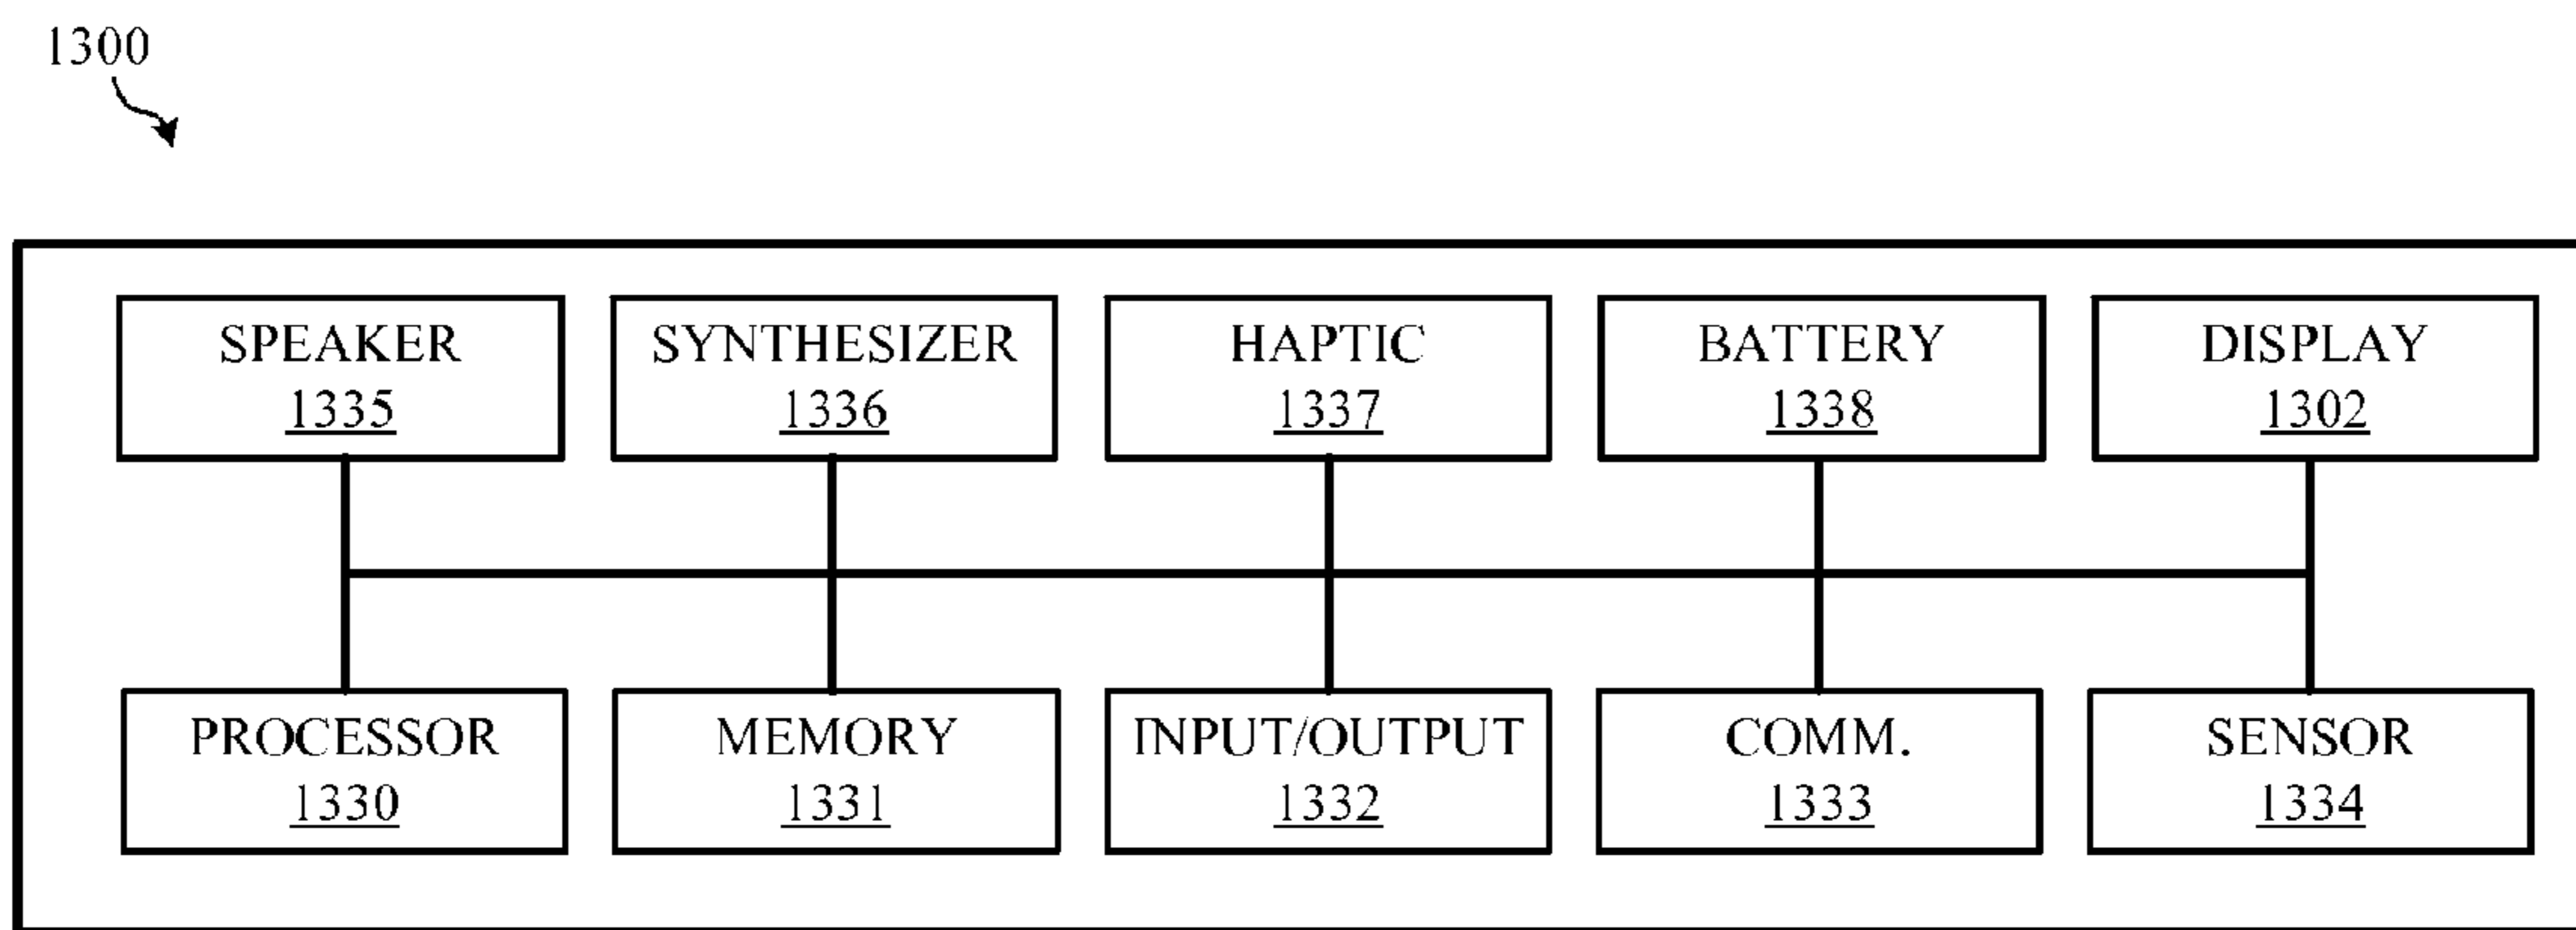 1300
SPEAKER
1335
SYNTHESIZER
1336
HAPTIC
1337
BATTERY
1338
DISPLAY
1302
PROCESSOR
1330
MEMORY
1331
INPUT/OUTPUT
1332
COMM.
1333
SENSOR
1334